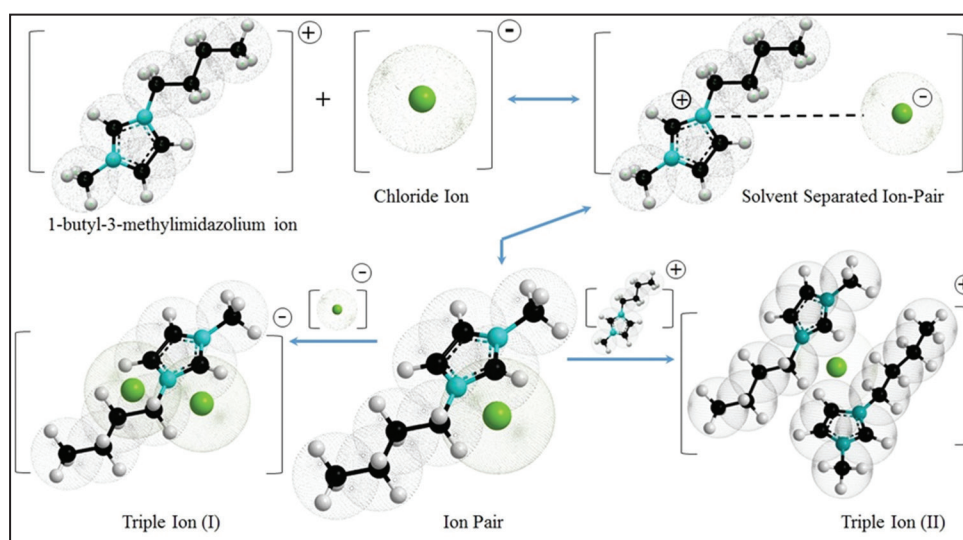 +
−
+
+
−
Chloride Ion
Solvent Separated Ion-Pair
1-butyl-3-methylimidazolium ion
−
+
−
+
Triple Ion (I)
Ion Pair
Triple Ion (II)